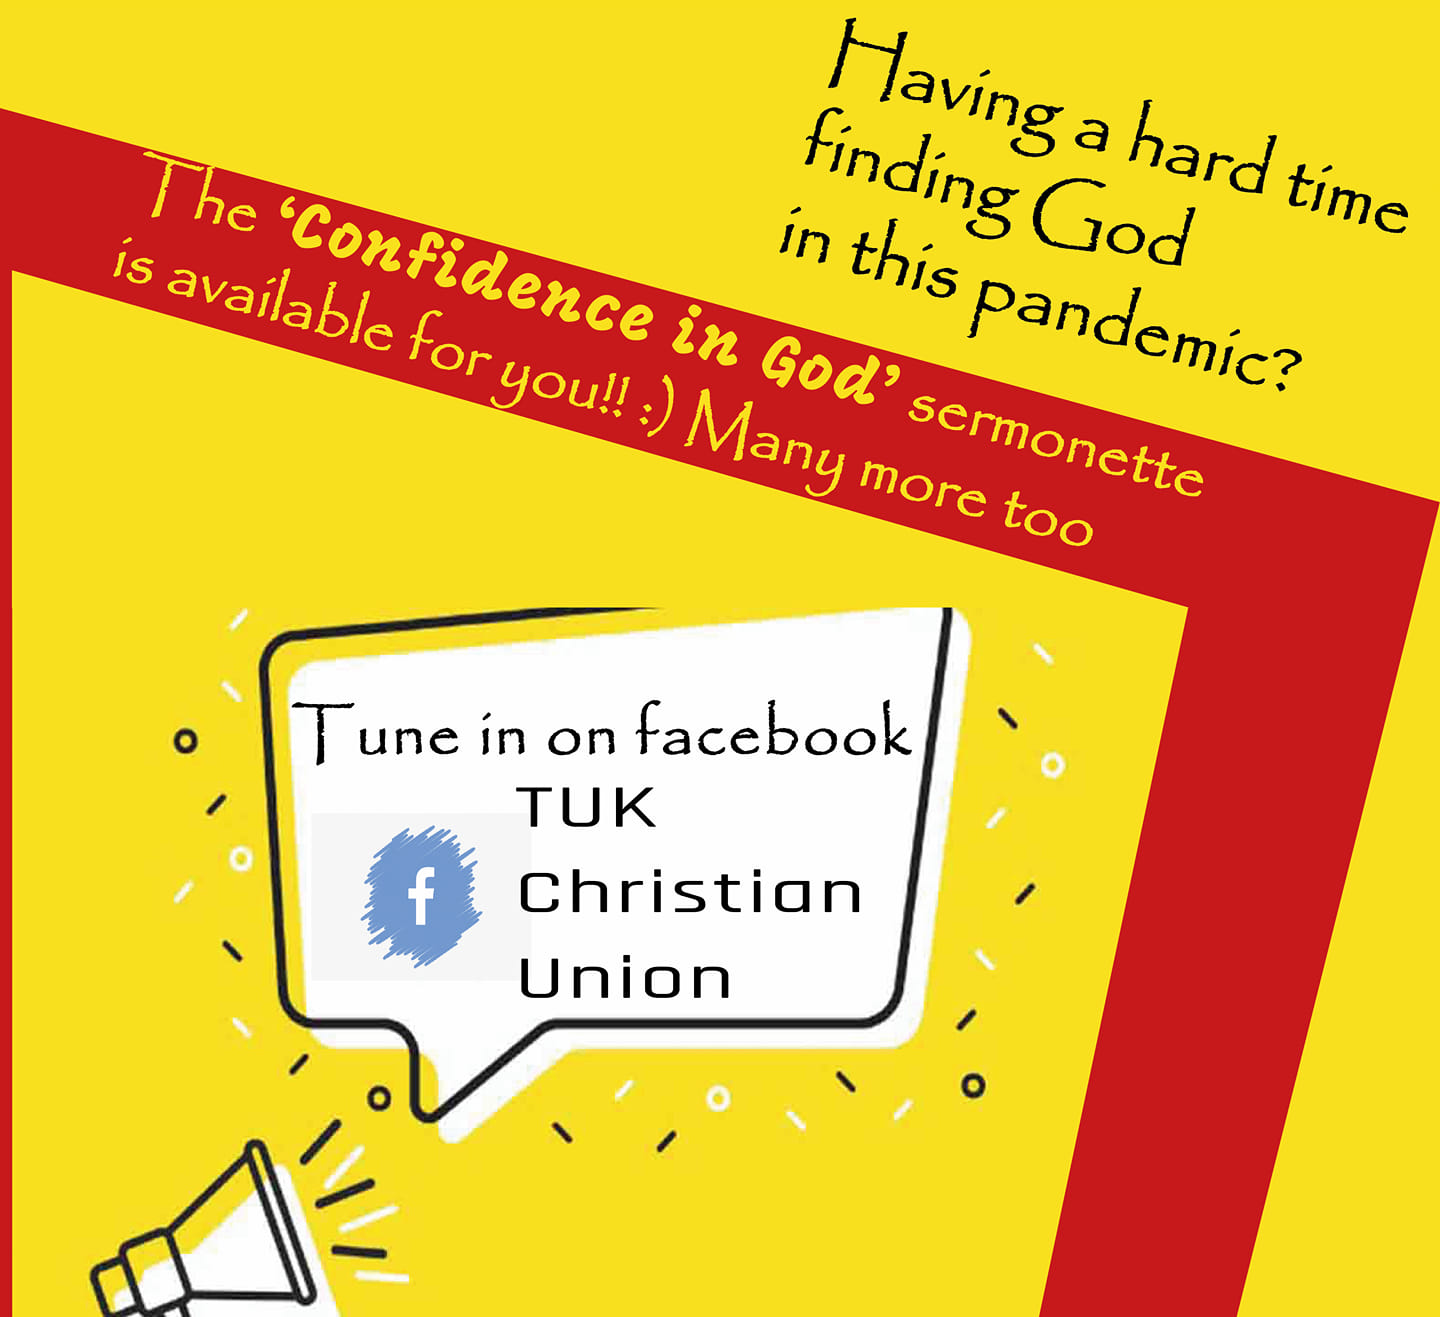 Having a hard time
finding God
in this pandemic?
The ‘Confidence in God’ sermonette
is available for you!! :) Many more too
Tune in on facebook
TUK
Christian
Union
f